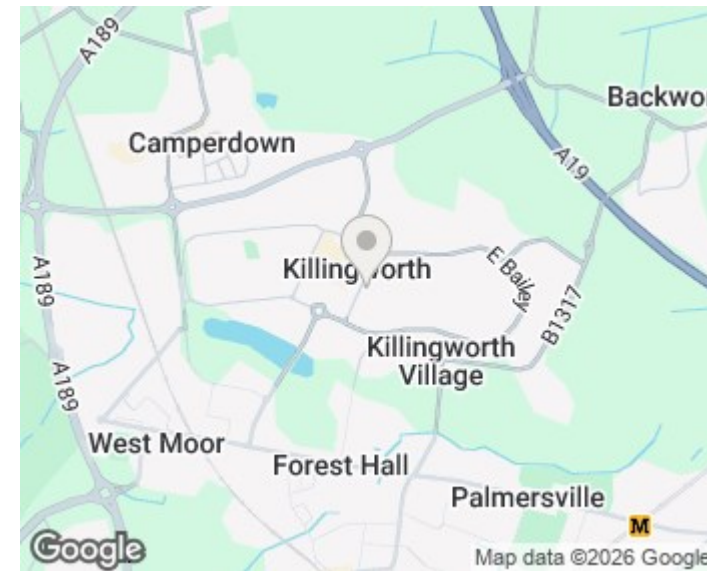 A189
Backwo
Camperdown
A19
Killingworth
E Bailey
A189
B1317
Killingworth
Village
A189
West Moor
Forest Hall
Palmersville
M
Google
Map data ©2026 Google